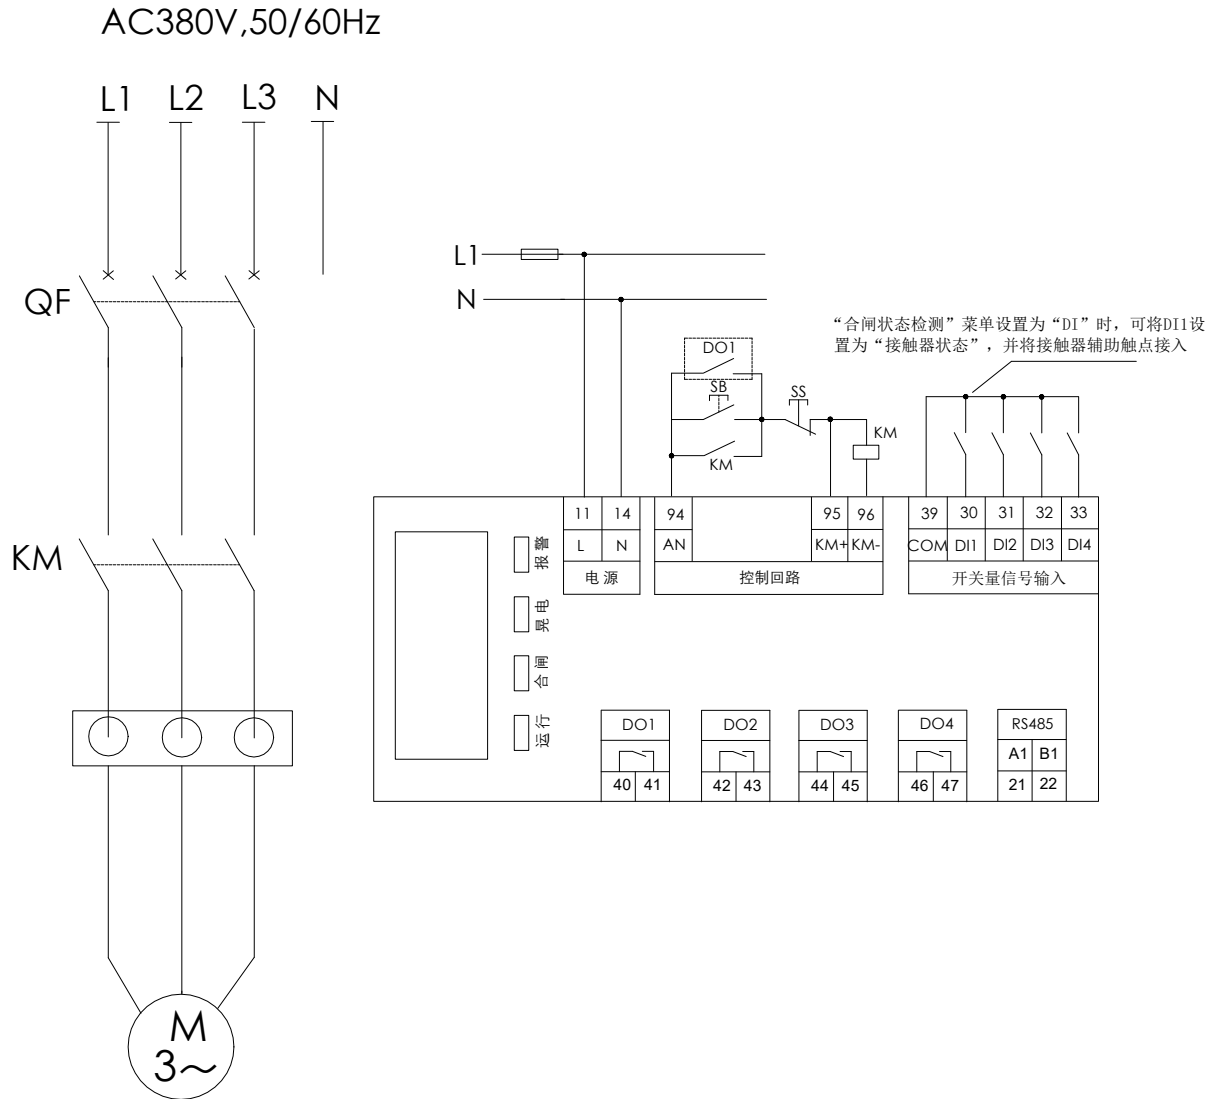 AC380V,50/60Hz
L1 L2 L3 N
QF
KM
M
3～
L1
N
DO1
SB
KM
SS
KM
“合闸状态检测”菜单设置为“DI”时，可将DI1设
置为“接触器状态”，并将接触器辅助触点接入
11 14
L N
电 源
94 95 96
AN KM+ KM-
控制回路
39 30 31 32 33
COM DI1 DI2 DI3 DI4
开关量信号输入
报警
晃电
合闸
运行
DO1
40 41
DO2
42 43
DO3
44 45
DO4
46 47
RS485
A1 B1
21 22